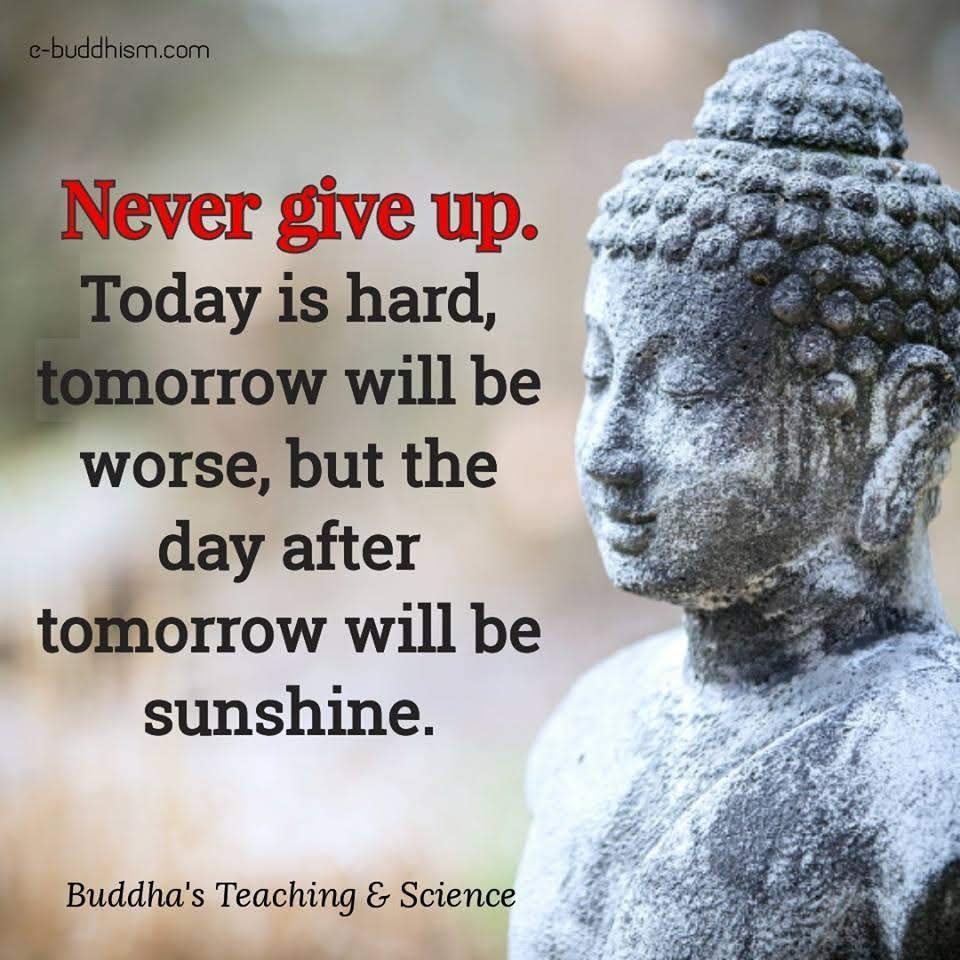 e-buddhism.com
Never give up.
Today is hard,
tomorrow will be
worse, but the
day after
tomorrow will be
sunshine.
Buddha's Teaching & Science